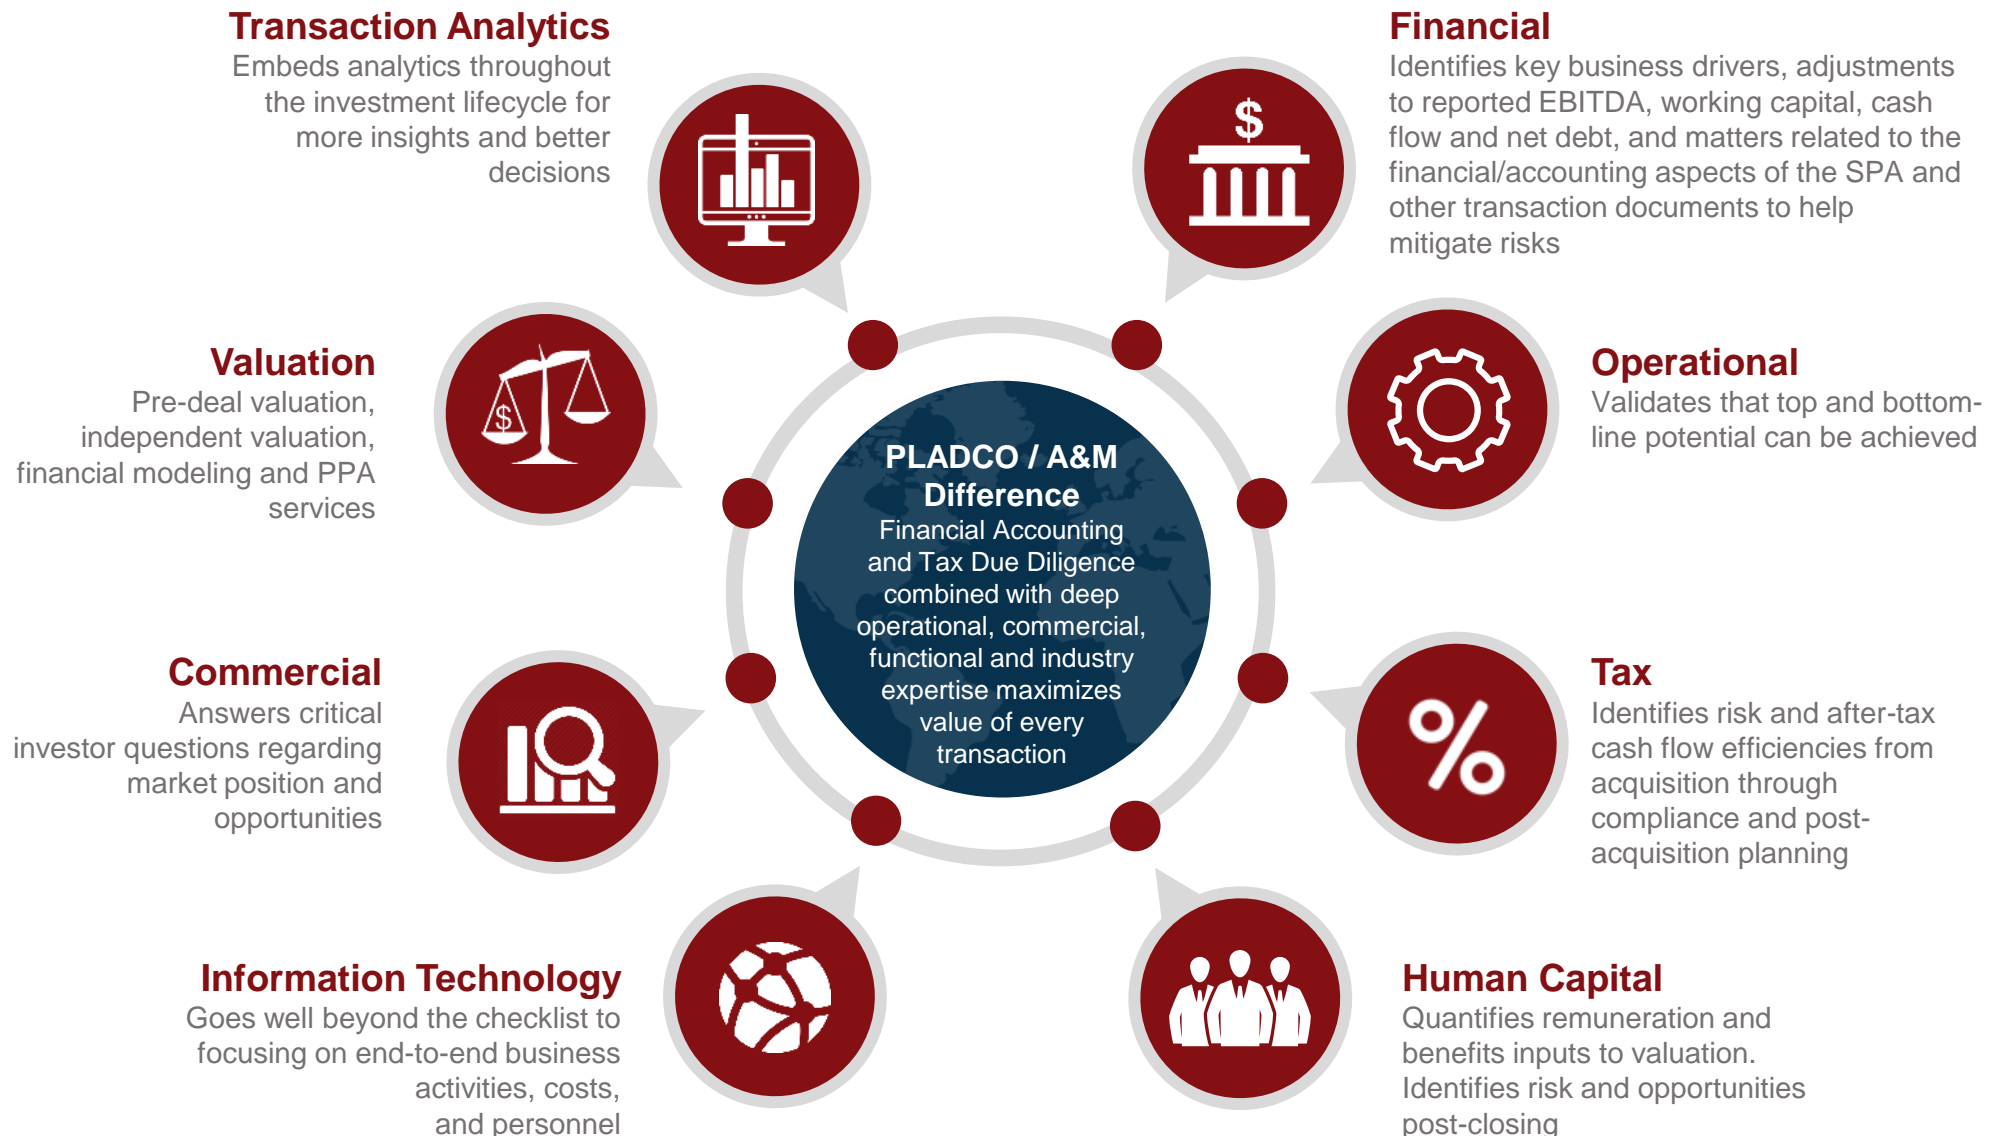 Transaction Analytics
Embeds analytics throughout
the investment lifecycle for
more insights and better
decisions
Financial
Identifies key business drivers, adjustments
to reported EBITDA, working capital, cash
flow and net debt, and matters related to the
financial/accounting aspects of the SPA and
other transaction documents to help
mitigate risks
$
Valuation
Pre-deal valuation,
independent valuation,
financial modeling and PPA
services
$
Operational
Validates that top and bottom-
line potential can be achieved
PLADCO / A&M
Difference
Financial Accounting
and Tax Due Diligence
combined with deep
operational, commercial,
functional and industry
expertise maximizes
value of every
transaction
Commercial
Answers critical
investor questions regarding
market position and
opportunities
%
Tax
Identifies risk and after-tax
cash flow efficiencies from
acquisition through
compliance and post-
acquisition planning
Information Technology
Goes well beyond the checklist to
focusing on end-to-end business
activities, costs,
and personnel
Human Capital
Quantifies remuneration and
benefits inputs to valuation.
Identifies risk and opportunities
post-closing